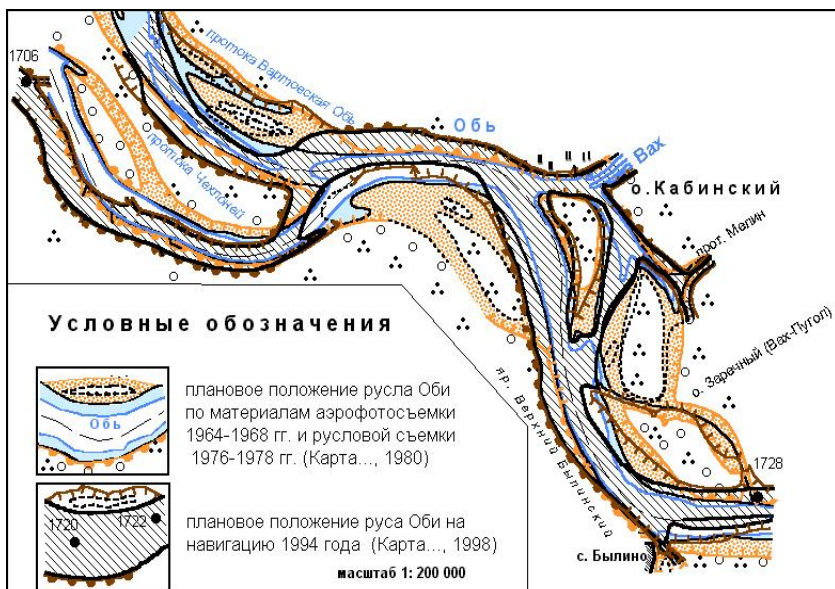 1706
протока Вартовская Обь
Обь
Вах
о. Кабинский
прот. Мелин
протока Чехлоней
о. Заречный (Вах-Пугол)
яр. Верхний Былинский
1728
с. Былино
Условные обозначения
Обь
плановое положение русла Оби
по материалам аэрофотосъемки
1964-1968 гг. и русловой съемки
1976-1978 гг. (Карта..., 1980)
1720
1722
плановое положение руса Оби на
навигацию 1994 года (Карта..., 1998)
масштаб 1: 200 000